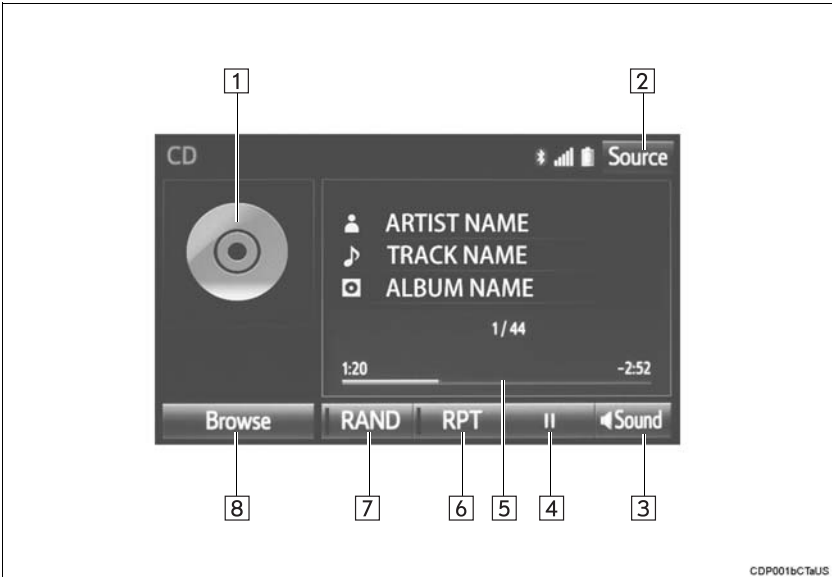 1 2
CD Source
ARTIST NAME
TRACK NAME
ALBUM NAME
1/44
1:20 -2:52
Browse RAND RPT II Sound
8 7 6 5 4 3
CDP001bCTaUS